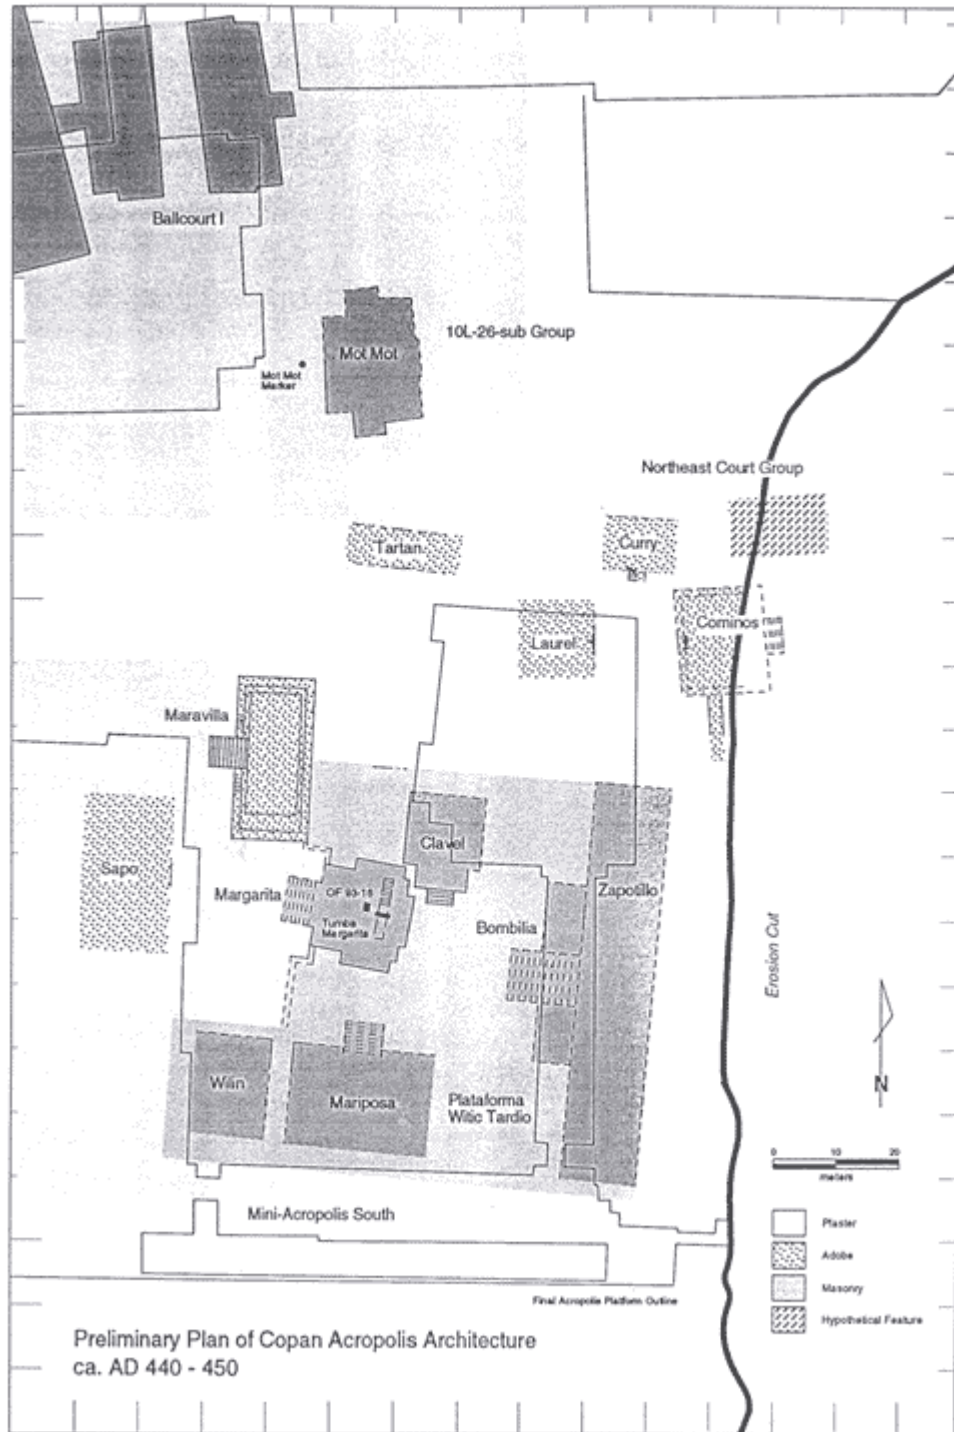 Ballcourt I
Mot Mot
10L-26-sub Group
Mot Mot
Marker
Northeast Court Group
Tartan
Curry
Cominos
Laurel
Maravilla
Clavel
Sapo
Zapotillo
Margarita
OF 93-16
Tumba
Margarita
Bombilia
Erosion Cut
N
Wilin
Mariposa
Plataforma
Witic Tardio
0 10 20
meters
Mini-Acropolis South
Plaster
Adobe
Masonry
Hypothetical Feature
Final Acropolis Platform Outline
Preliminary Plan of Copan Acropolis Architecture
ca. AD 440 - 450